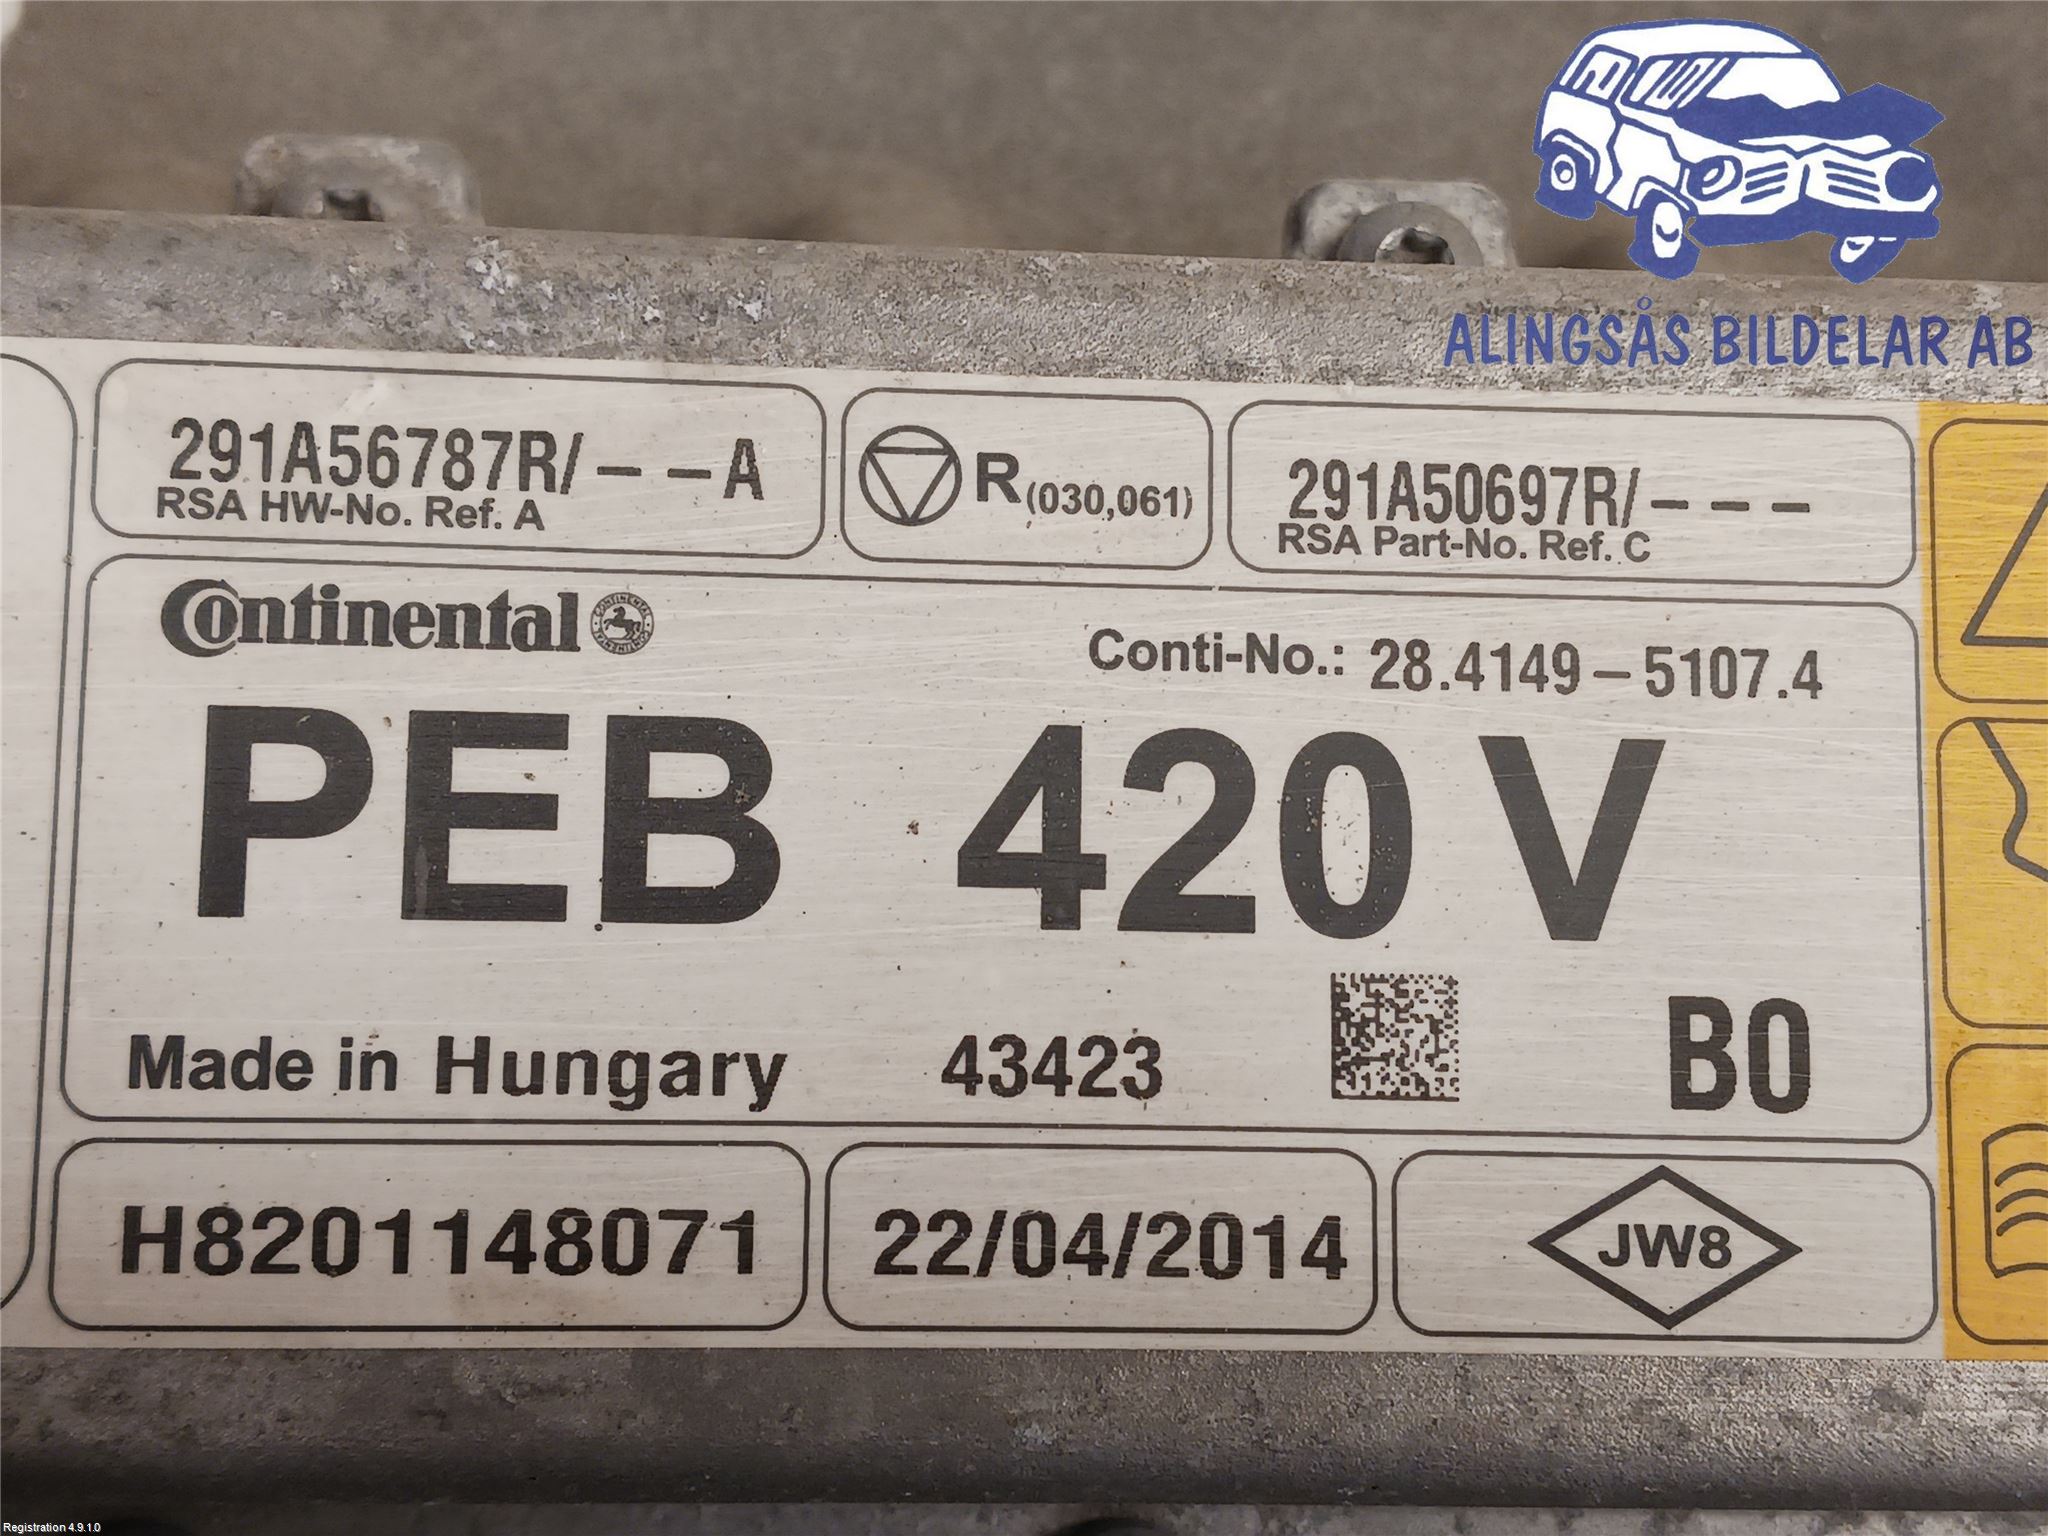 ALINGSÅS BILDELAR AB
291A56787R/- - -A
RSA HW-No. Ref. A
R(030,061)
291A50697R/- - -
RSA Part-No. Ref. C
Continental
Conti-No.: 28.4149-5107.4
PEB 420 V
Made in Hungary
43423
B0
H8201148071
22/04/2014
JW8
Registration 4.9.1.0